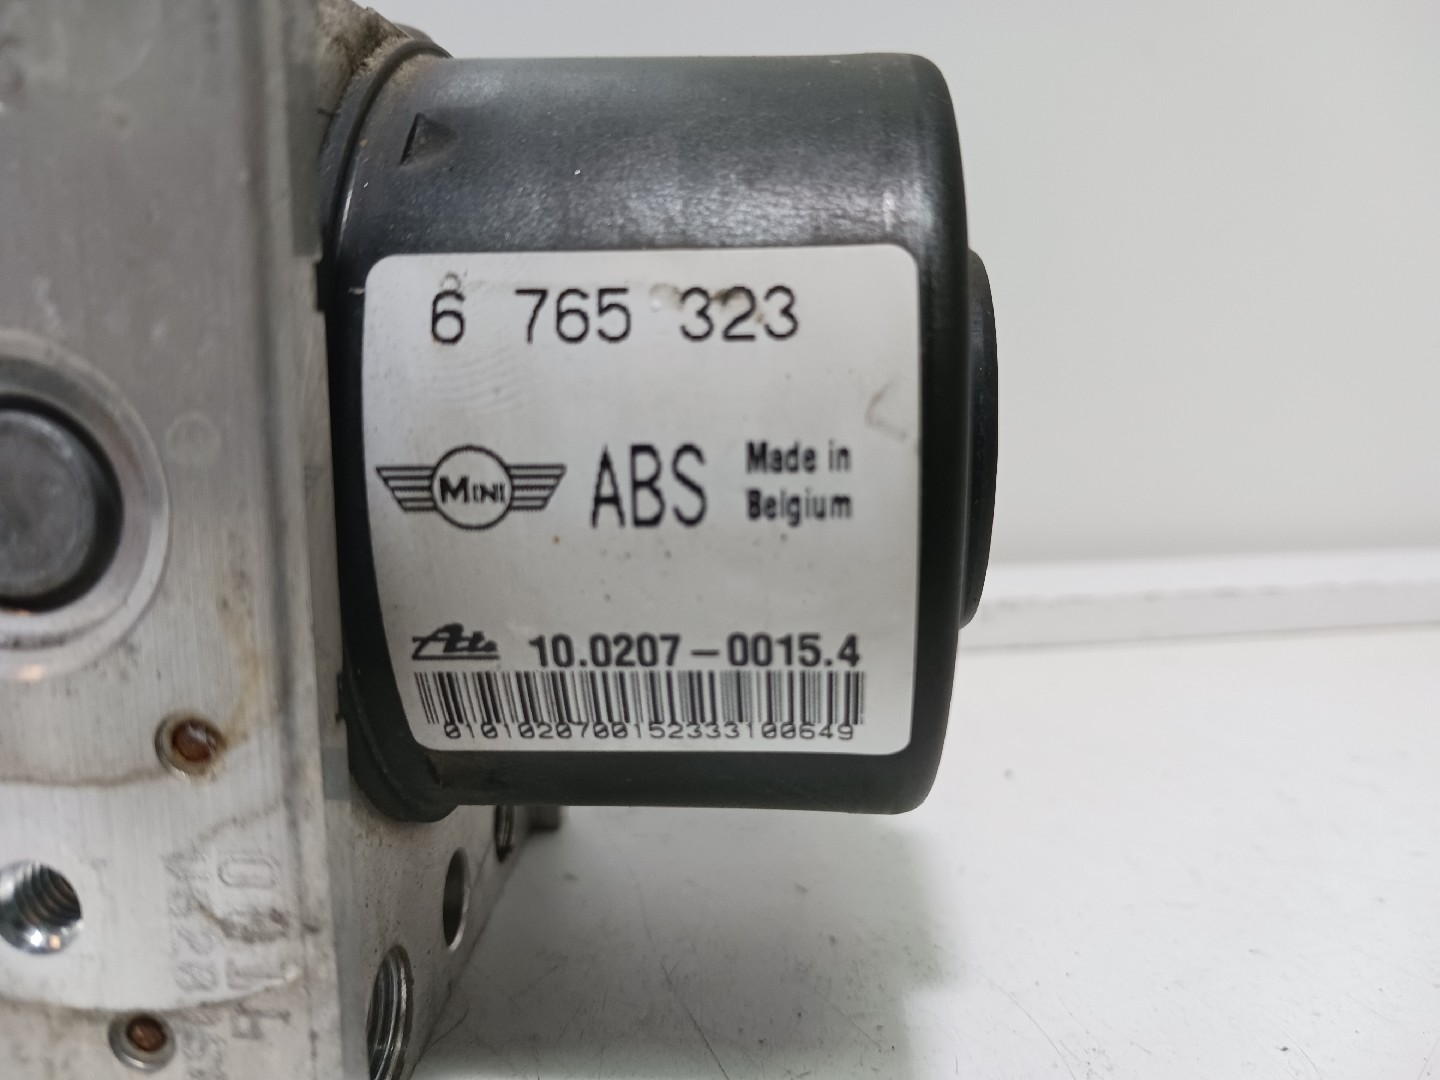 6 765 323
MINI
ABS
Made in
Belgium
Ate 10.0207-0015.4
0101020700152333100649